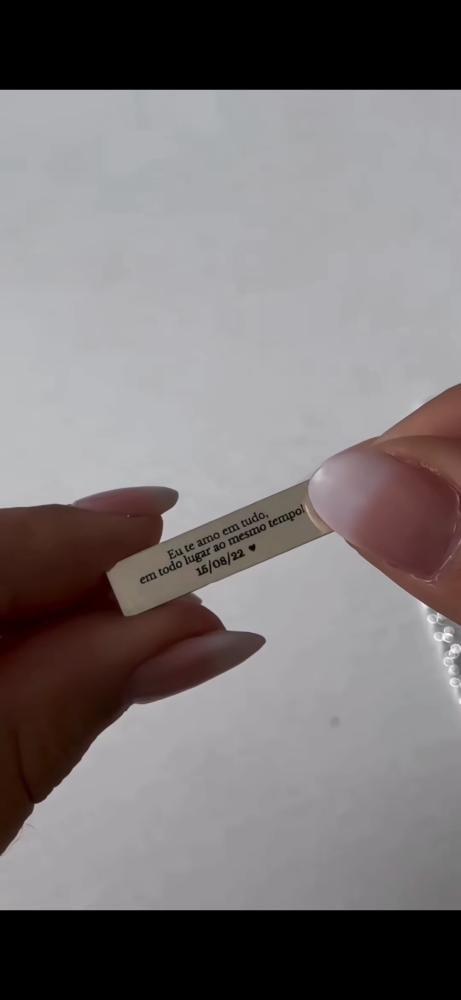 Eu te amo em tudo,
em todo lugar ao mesmo tempo!
15/08/22 ♥